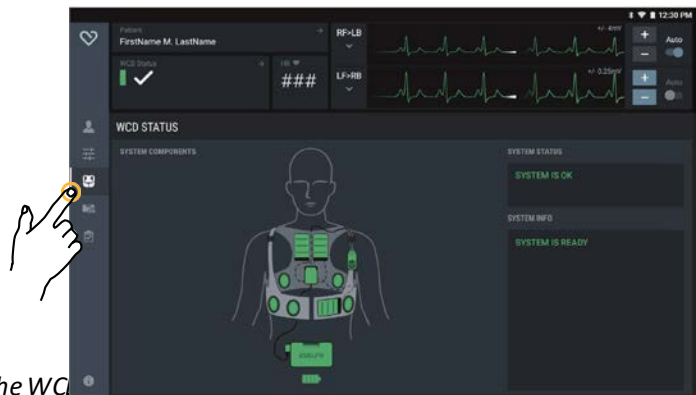 12:30 PM
Patient
FirstName M. LastName
RF>LB
+/- 4mV
Auto
WCD Status
HR
###
LF>RB
+/- 0.25mV
Auto
WCD STATUS
SYSTEM COMPONENTS
SYSTEM STATUS
SYSTEM IS OK
SYSTEM INFO
SYSTEM IS READY
he WC